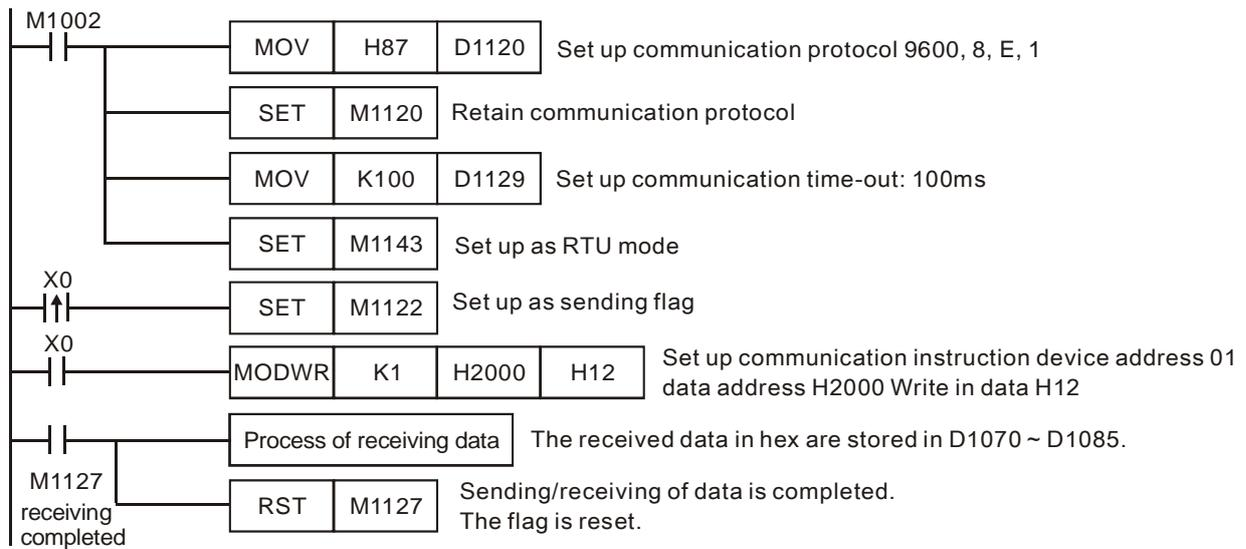 M1002
MOV H87 D1120 Set up communication protocol 9600, 8, E, 1
SET M1120 Retain communication protocol
MOV K100 D1129 Set up communication time-out: 100ms
SET M1143 Set up as RTU mode
X0
SET M1122 Set up as sending flag
X0
MODWR K1 H2000 H12 Set up communication instruction device address 01
data address H2000 Write in data H12
Process of receiving data The received data in hex are stored in D1070 ~ D1085.
M1127
receiving
completed
RST M1127 Sending/receiving of data is completed.
The flag is reset.